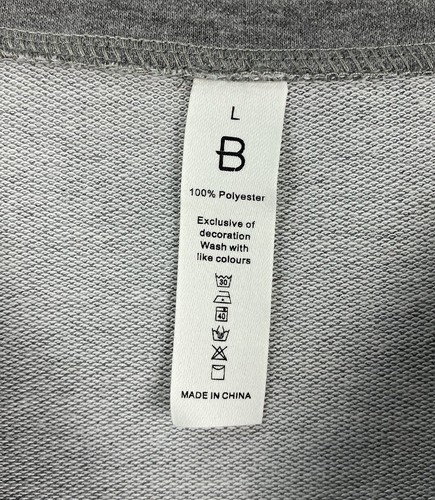 L
B
100% Polyester
Exclusive of
decoration
Wash with
like colours
30
40
MADE IN CHINA